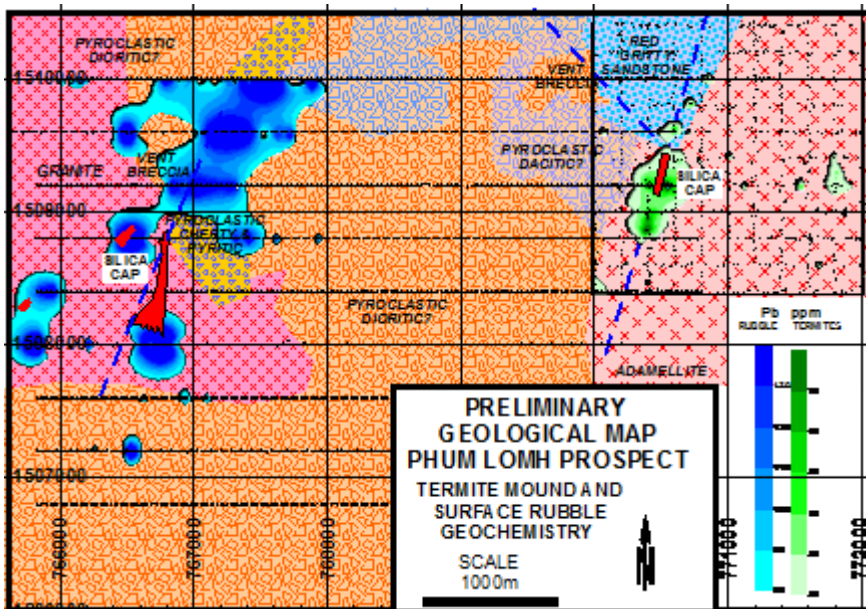 PYROCLASTIC
DIORITIC?
RED
GRITTY
SANDSTONE
VENT
BRECCIA
1510000
PYROCLASTIC
DACITIC?
GRANITE
VENT
BRECCIA
SILICA
CAP
1509000
PYROCLASTIC
CHERTY &
PYRITIC
SILICA
CAP
PYROCLASTIC
DIORITIC?
Pb ppm
RUBBLE TERMITES
1508000
ADAMELLITE
PRELIMINARY
GEOLOGICAL MAP
PHUM LOMH PROSPECT
TERMITE MOUND AND
SURFACE RUBBLE
GEOCHEMISTRY
SCALE
1000m
N
1507000
766000
767000
768000
771000
772000